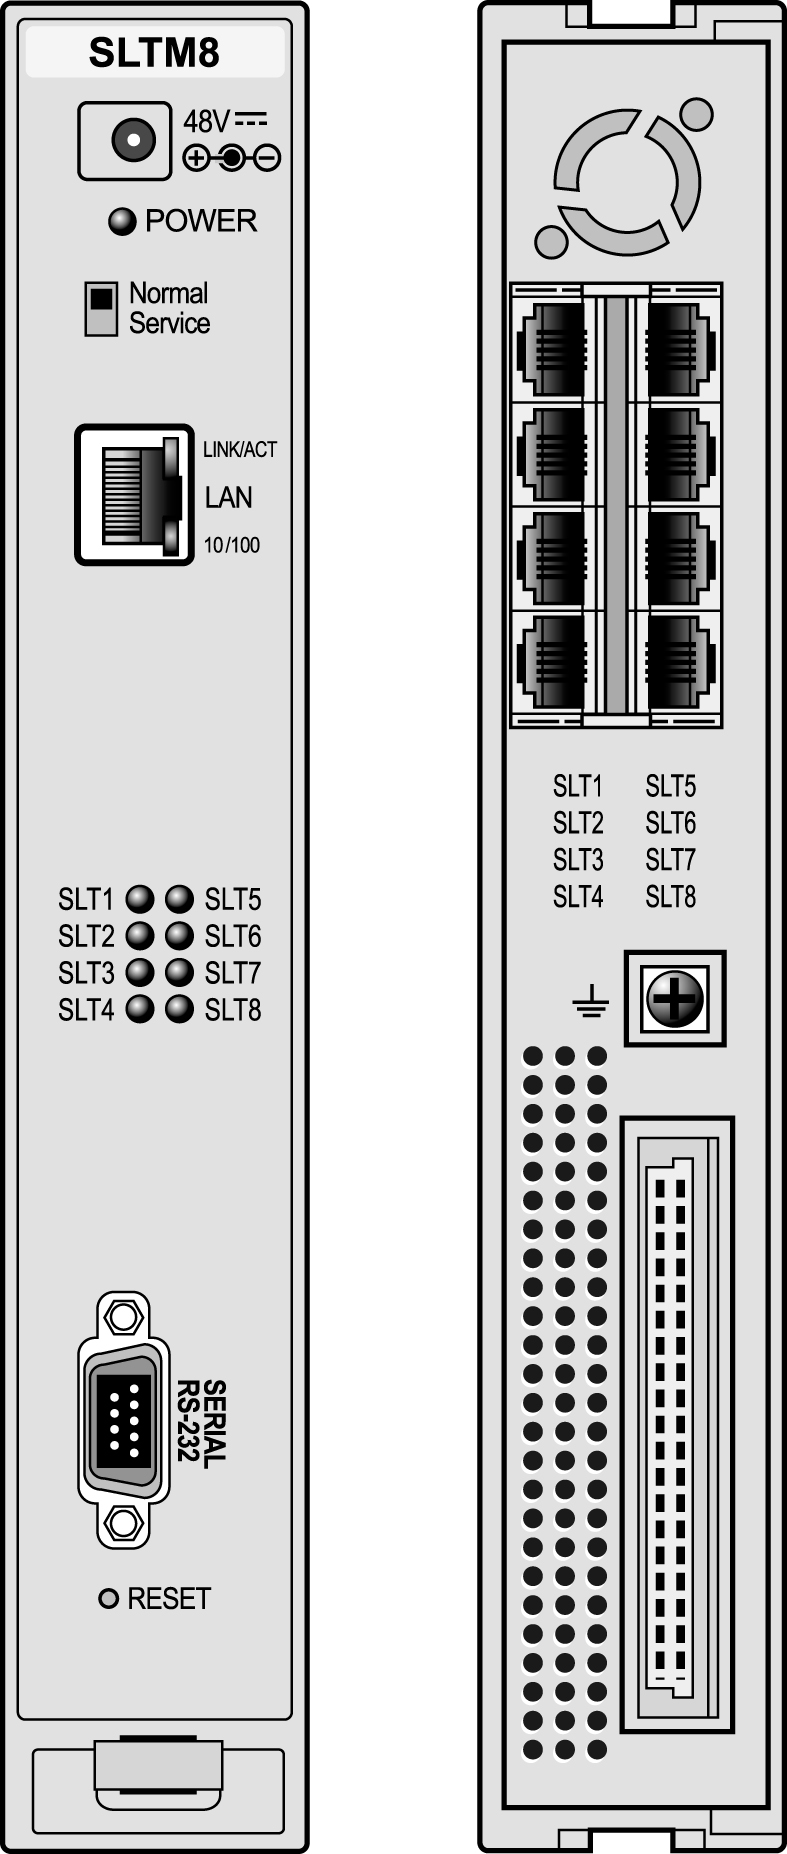 SLTM8
48V
POWER
Normal
Service
LINK/ACT
LAN
10/100
SLT1 SLT5
SLT2 SLT6
SLT3 SLT7
SLT4 SLT8
SERIAL
RS-232
RESET
SLT1 SLT5
SLT2 SLT6
SLT3 SLT7
SLT4 SLT8